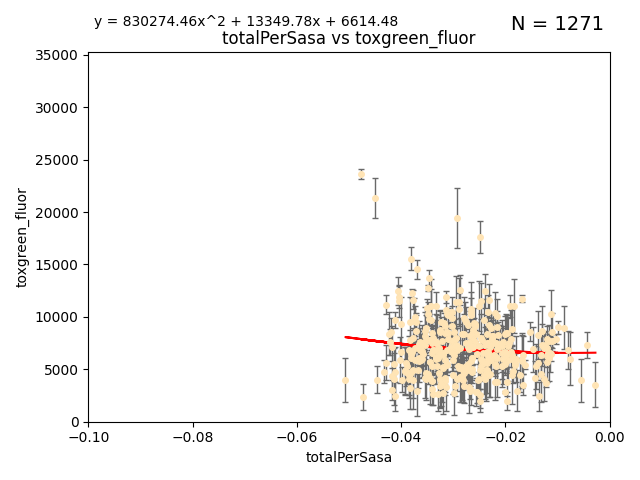 y = 830274.46x^2 + 13349.78x + 6614.48
N = 1271
totalPerSasa vs toxgreen_fluor
35000
30000
25000
20000
15000
10000
5000
0
toxgreen_fluor
−0.10
−0.08
−0.06
−0.04
−0.02
0.00
totalPerSasa